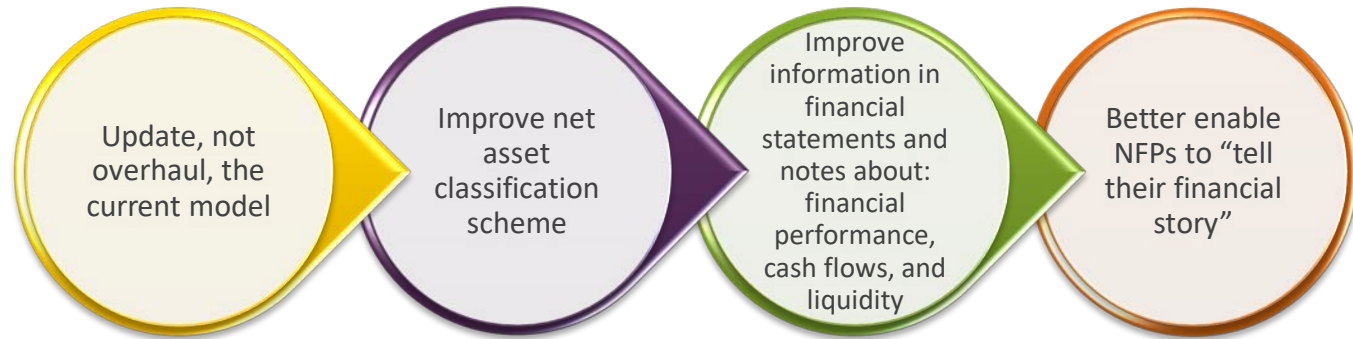 Update, not
overhaul, the
current model
Improve net
asset
classification
scheme
Improve
information in
financial
statements and
notes about:
financial
performance,
cash flows, and
liquidity
Better enable
NFPs to “tell
their financial
story”